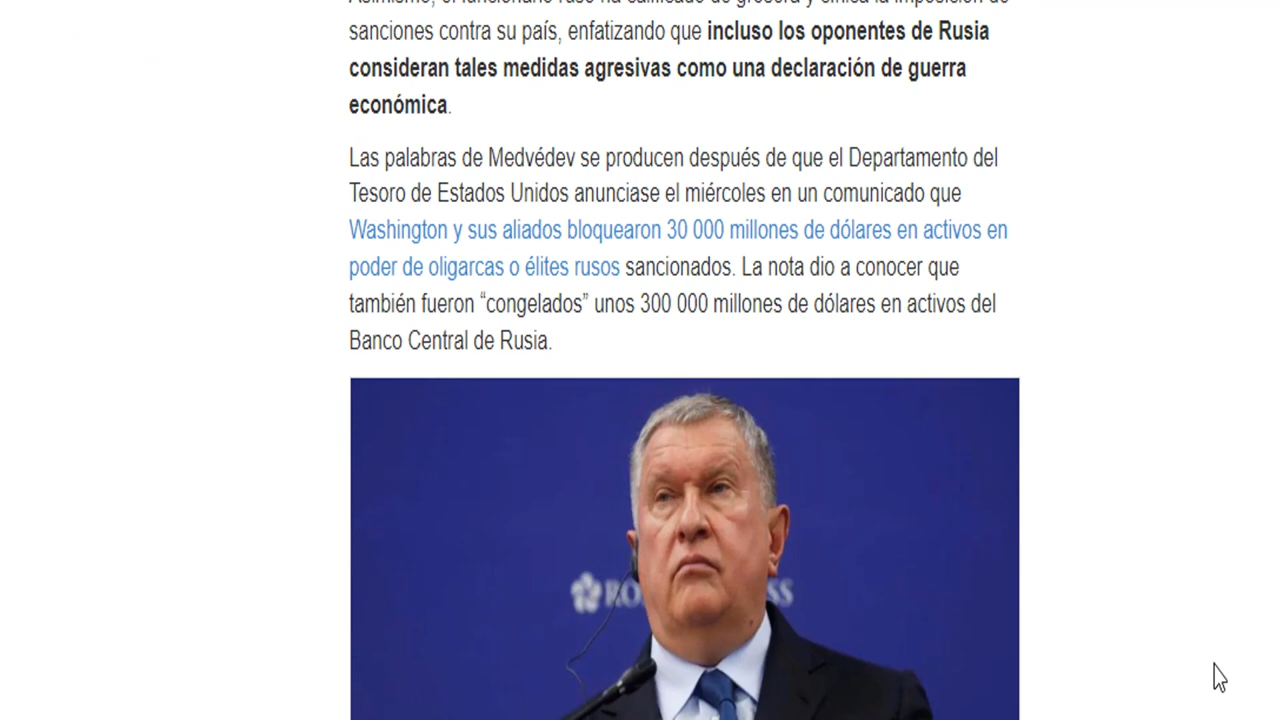 Asimismo, el funcionario ruso ha calificado de grosera y cínica la imposición de
sanciones contra su país, enfatizando que incluso los oponentes de Rusia
consideran tales medidas agresivas como una declaración de guerra
económica.
Las palabras de Medvédev se producen después de que el Departamento del
Tesoro de Estados Unidos anunciase el miércoles en un comunicado que
Washington y sus aliados bloquearon 30 000 millones de dólares en activos en
poder de oligarcas o élites rusos sancionados. La nota dio a conocer que
también fueron “congelados” unos 300 000 millones de dólares en activos del
Banco Central de Rusia.